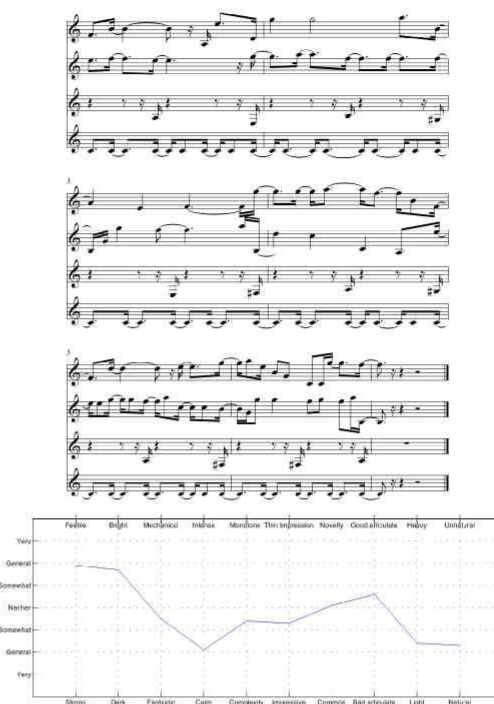 3
5
Feeble Bright Mechanical Intense Monotone Thin Impression Novelty Good articulate Heavy Unnatural
Very
General
Somewhat
Neither
Somewhat
General
Very
Strong Dark Fantastic Calm Complexity Impressive Common Bad articulate Light Natural